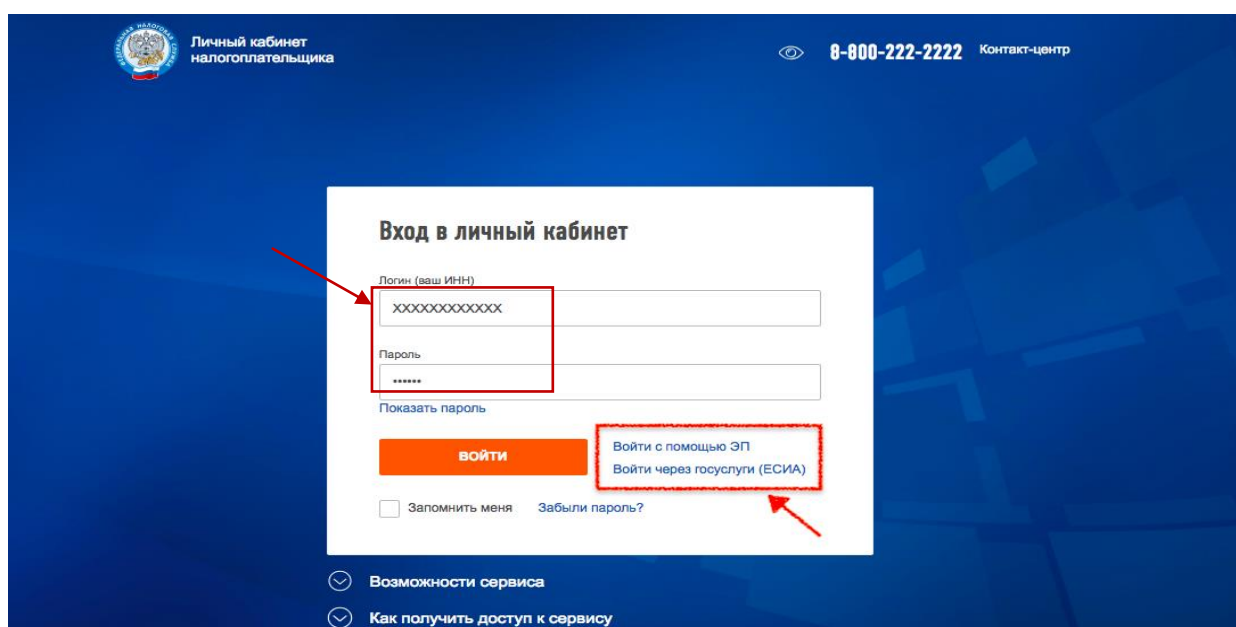 Личный кабинет
налогоплательщика
8-800-222-2222 Контакт-центр
Вход в личный кабинет
Логин (ваш ИНН)
XXXXXXXXXXXX
Пароль
••••••
Показать пароль
ВОЙТИ
Войти с помощью ЭП
Войти через госуслуги (ЕСИА)
Запомнить меня Забыли пароль?
Возможности сервиса
Как получить доступ к сервису